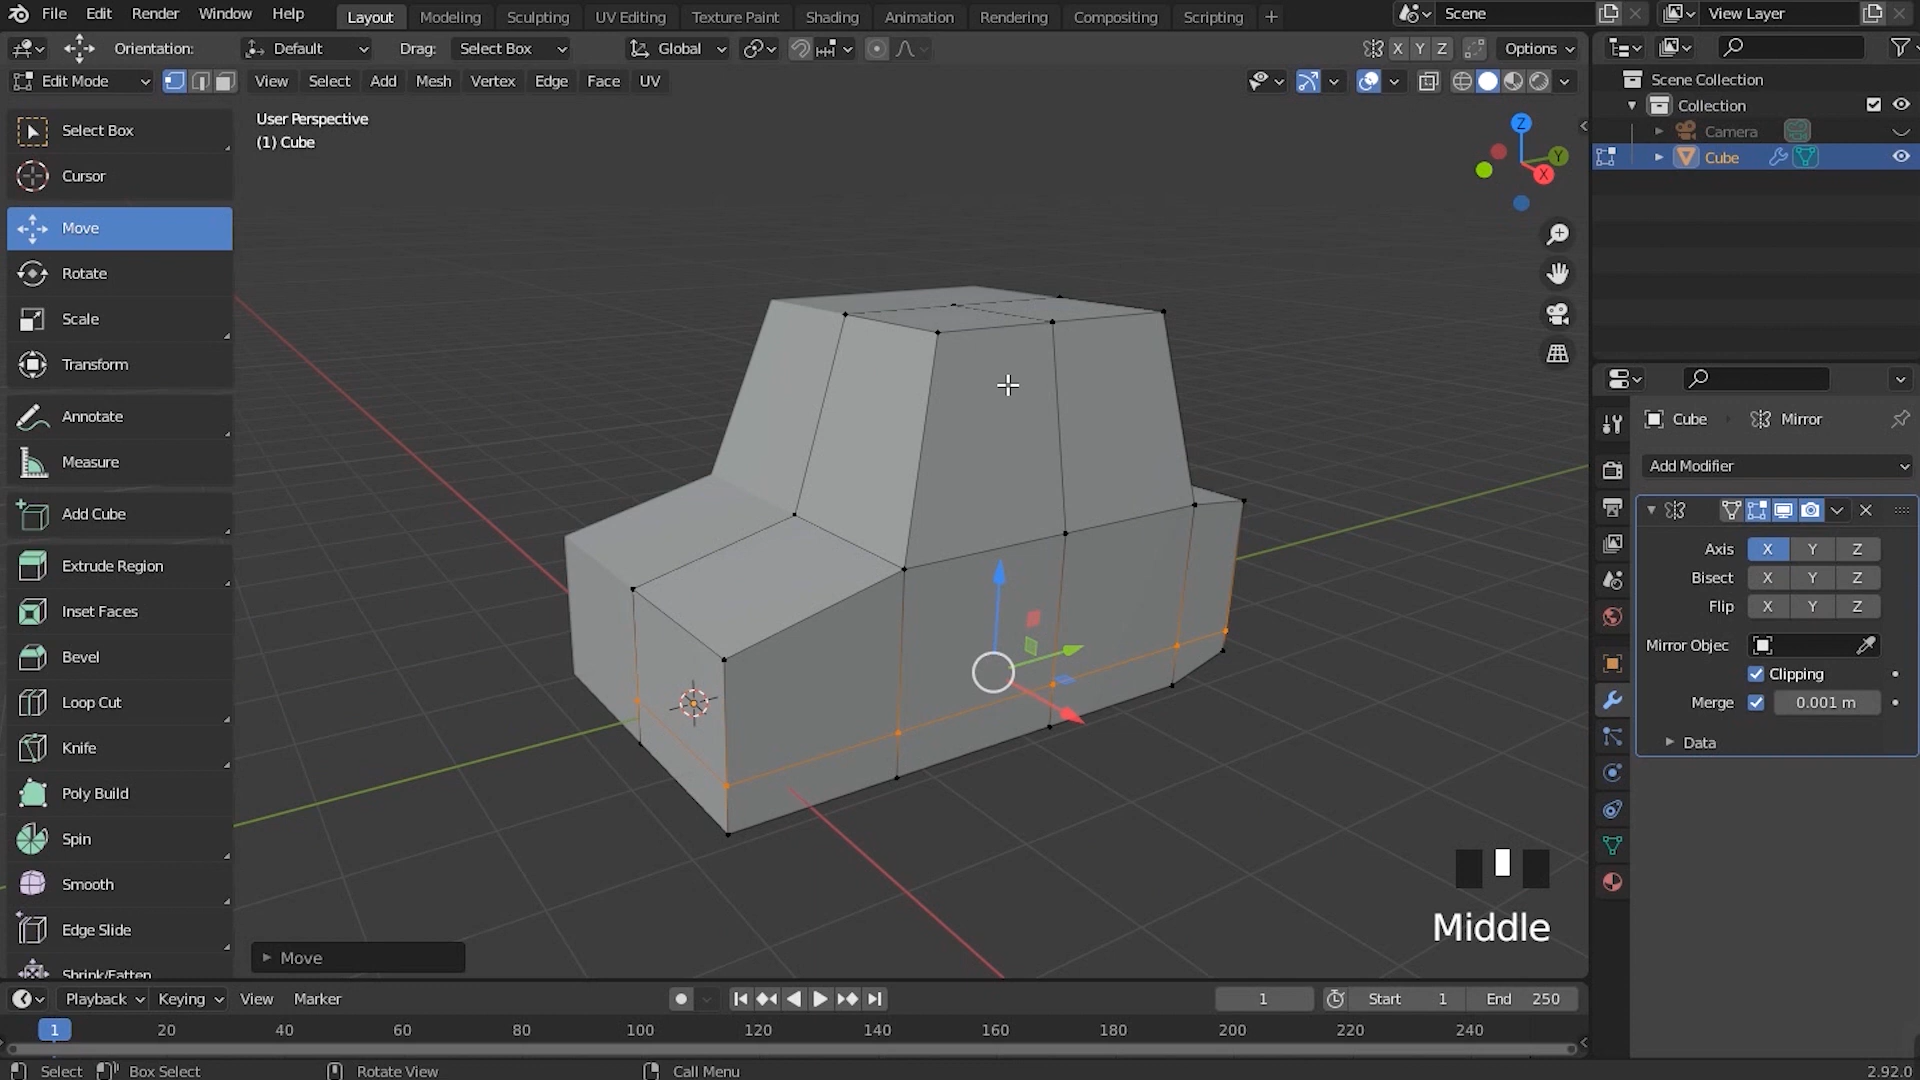 File Edit Render Window Help Layout Modeling Sculpting UV Editing Texture Paint Shading Animation Rendering Compositing Scripting + Scene View Layer
Orientation: Default Drag: Select Box Global X Y Z Options
Edit Mode View Select Add Mesh Vertex Edge Face UV
Scene Collection
Collection
Camera
Cube
User Perspective
(1) Cube
Z
Y
X
Select Box
Cursor
Move
Rotate
Scale
Transform
Annotate
Measure
Add Cube
Extrude Region
Inset Faces
Bevel
Loop Cut
Knife
Poly Build
Spin
Smooth
Edge Slide
Shrink/Fatten
Cube Mirror
Add Modifier
Axis X Y Z
Bisect X Y Z
Flip X Y Z
Mirror Objec
Clipping
Merge 0.001 m
Data
Middle
Move
Playback Keying View Marker 1 Start 1 End 250
1 20 40 60 80 100 120 140 160 180 200 220 240
Select Box Select Rotate View Call Menu 2.92.0